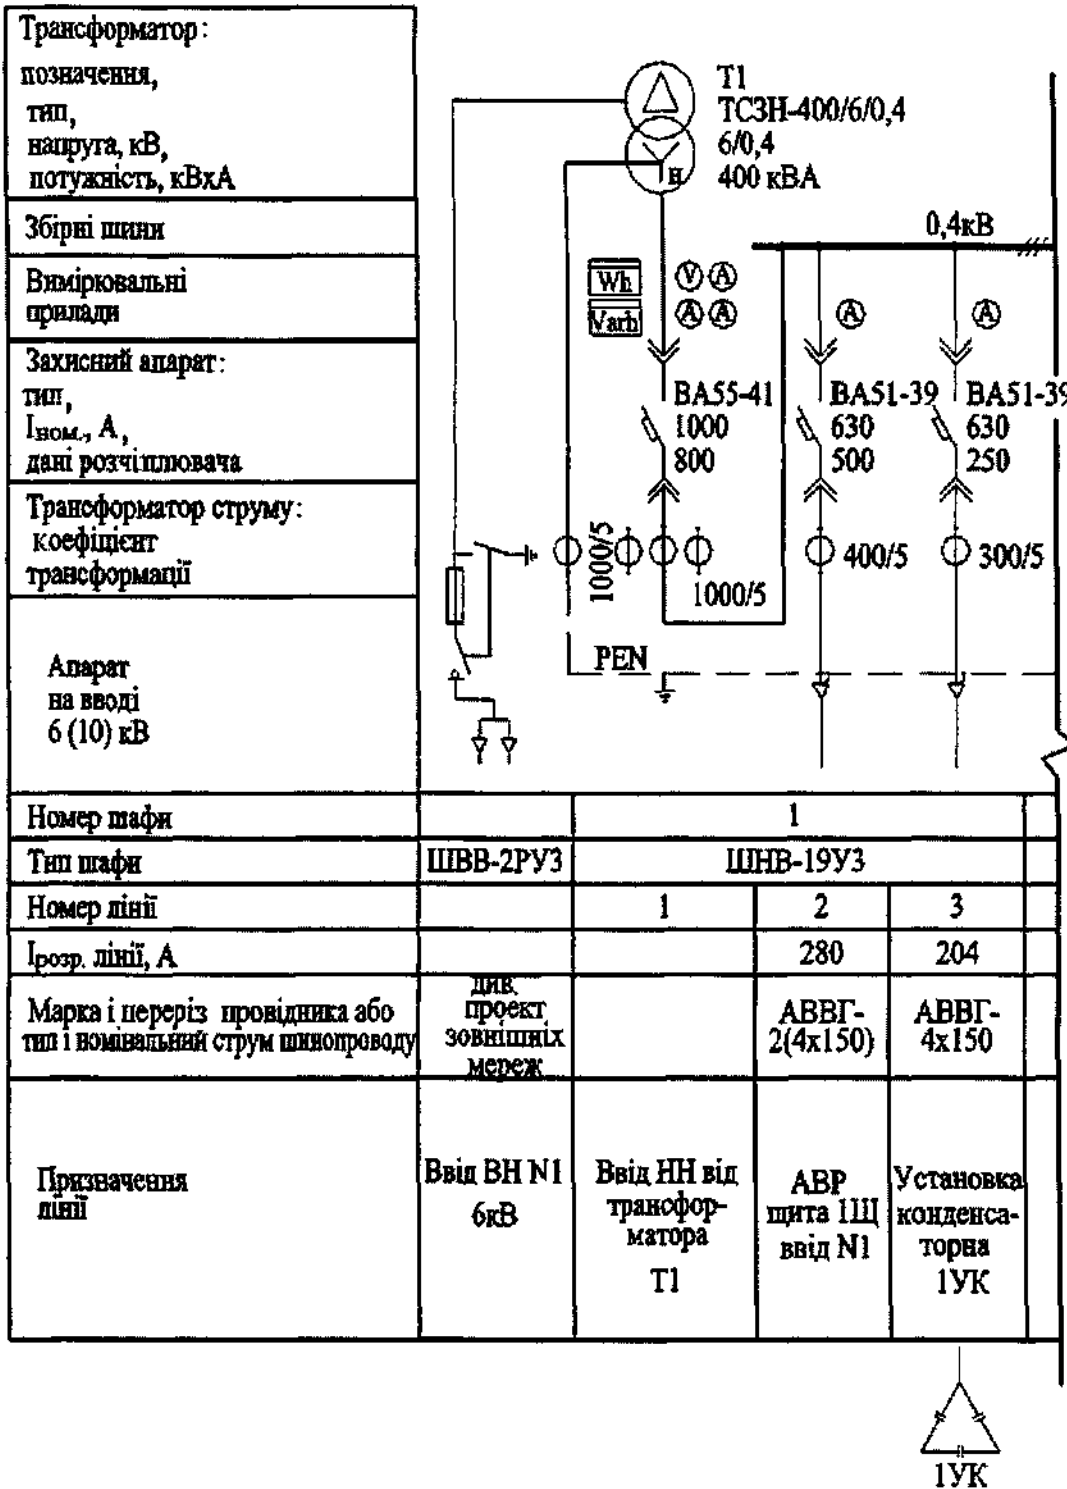 Трансформатор:
позначення,
тип,
напруга, кВ,
потужність, кВхА
Т1
ТСЗН-400/6/0,4
6/0,4
400 кВА
н
Збірні шини
0,4кВ
Вимірювальні
прилади
Wh
V A
Varh
A A
A
A
Захисний апарат:
тип,
Iном., А,
дані розчіплювача
ВА55-41
1000
800
ВА51-39
630
500
ВА51-39
630
250
Трансформатор струму:
коефіцієнт
трансформації
1000/5
1000/5
400/5
300/5
Апарат
на вводі
6 (10) кВ
PEN
Номер шафи
1
Тип шафи
ШВВ-2РУЗ
ШНВ-19УЗ
Номер лінії
1
2
3
Iрозр. лінії, А
280
204
Марка і переріз провідника або
тип і номінальний струм шинопроводу
див.
проект
зовнішніх
мереж
АВВГ-
2(4х150)
АВВГ-
4х150
Призначення
лінії
Ввід ВН N1
6кВ
Ввід НН від
трансфор-
матора
Т1
АВР
щита 1Щ
ввід N1
Установка
конденса-
торна
1УК
1УК